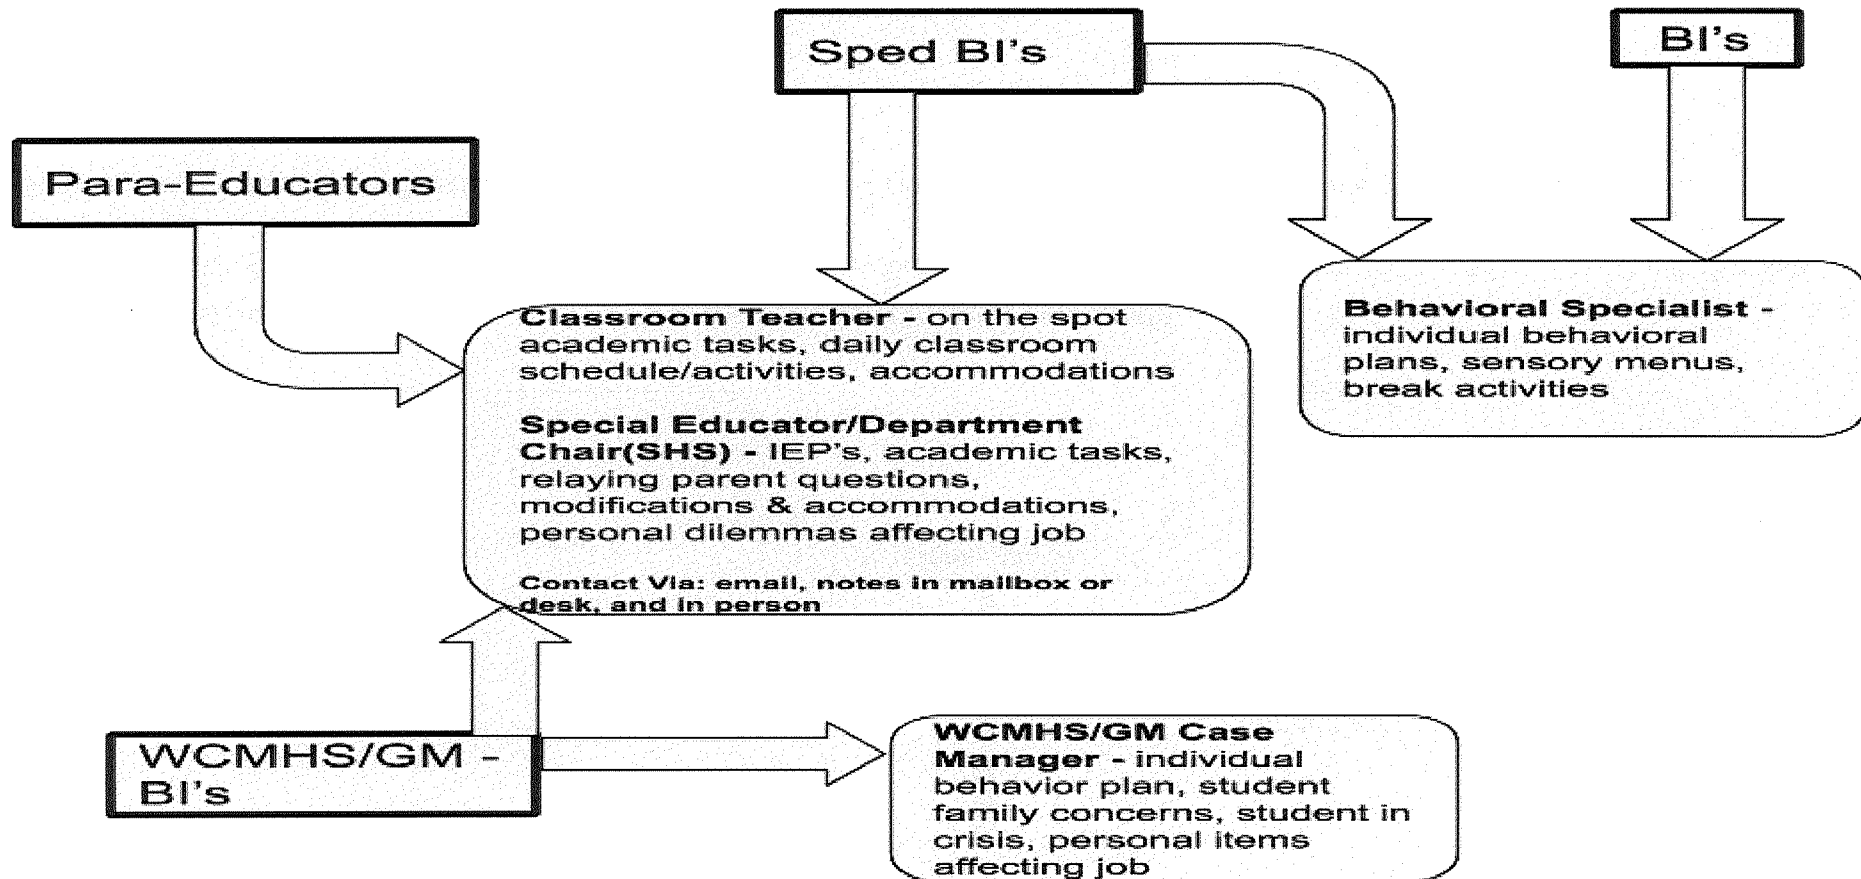 Sped BI's
BI's
Para-Educators
Classroom Teacher - on the spot
academic tasks, daily classroom
schedule/activities, accommodations
Special Educator/Department
Chair(SHS) - IEP's, academic tasks,
relaying parent questions,
modifications & accommodations,
personal dilemmas affecting job
Contact Via: email, notes in mailbox or
desk, and in person
Behavioral Specialist -
individual behavioral
plans, sensory menus,
break activities
WCMHS/GM -
BI's
WCMHS/GM Case
Manager - individual
behavior plan, student
family concerns, student in
crisis, personal items
affecting job